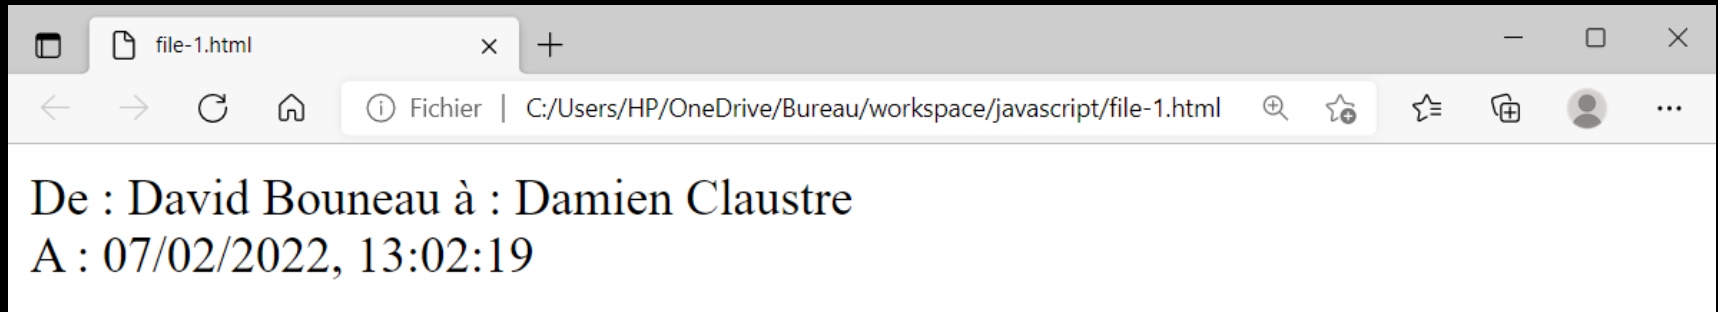 file-1.html
Fichier | C:/Users/HP/OneDrive/Bureau/workspace/javascript/file-1.html
De : David Bouneau à : Damien Claustre
A : 07/02/2022, 13:02:19